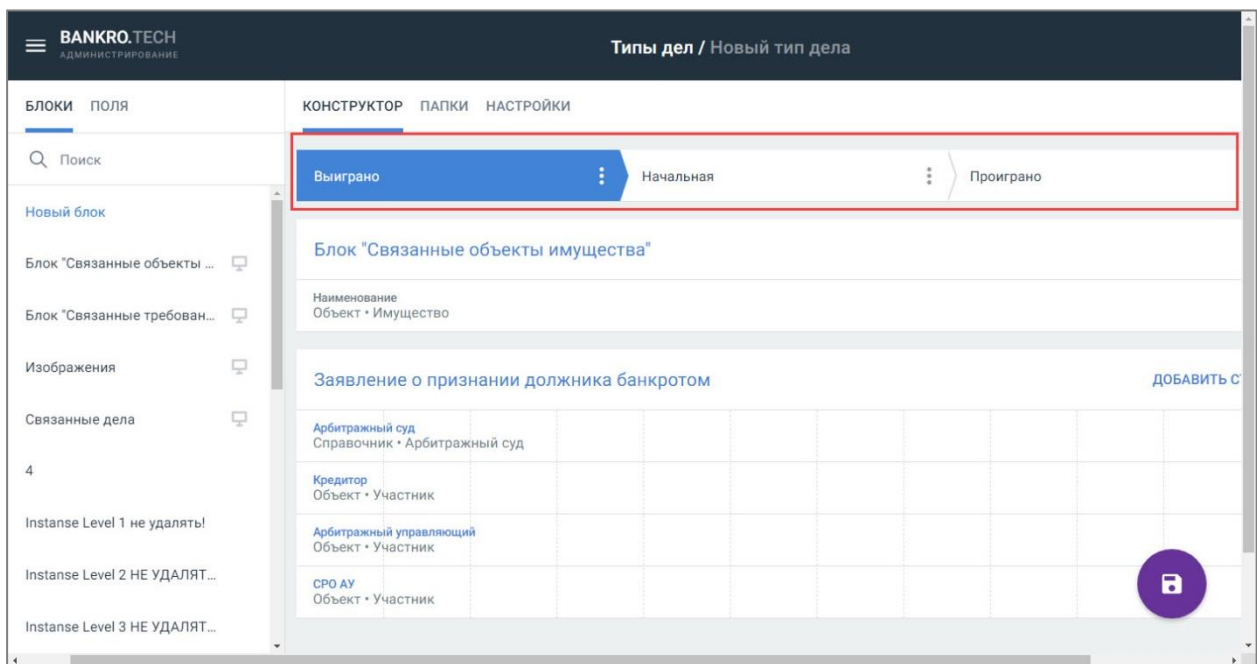 BANKRO.TECH
АДМИНИСТРИРОВАНИЕ
Типы дел / Новый тип дела
БЛОКИ ПОЛЯ
КОНСТРУКТОР ПАПКИ НАСТРОЙКИ
Поиск
Выиграно
Начальная
Проиграно
Новый блок
Блок "Связанные объекты ...
Блок "Связанные требован...
Изображения
Связанные дела
4
Instanse Level 1 не удалять!
Instanse Level 2 НЕ УДАЛЯТ...
Instanse Level 3 НЕ УДАЛЯТ...
Блок "Связанные объекты имущества"
Наименование
Объект • Имущество
Заявление о признании должника банкротом
ДОБАВИТЬ СТ
Арбитражный суд
Справочник • Арбитражный суд
Кредитор
Объект • Участник
Арбитражный управляющий
Объект • Участник
СРО АУ
Объект • Участник